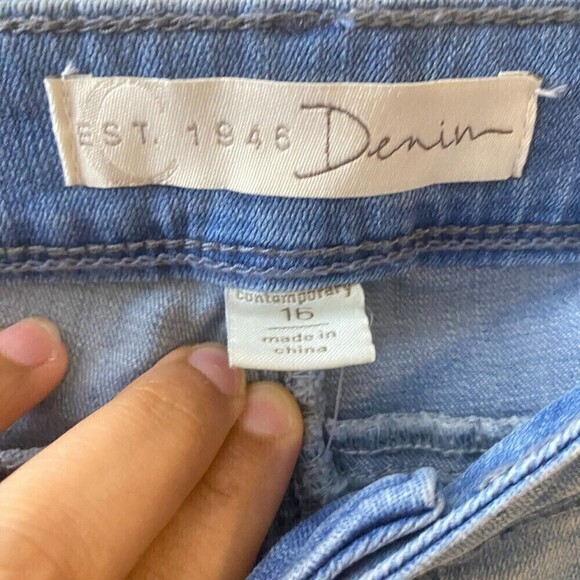 EST. 1946 Denim
contemporary
16
made in
china